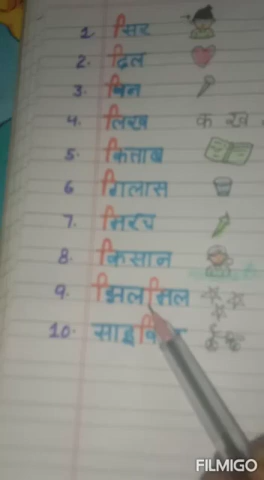 1 सिर
2. दिल
3. पिन
4. लिख क ख
5. किताब
6 गिलास
7. मिरच
8. किसान
9. झिलमिल
10.
FILMIGO